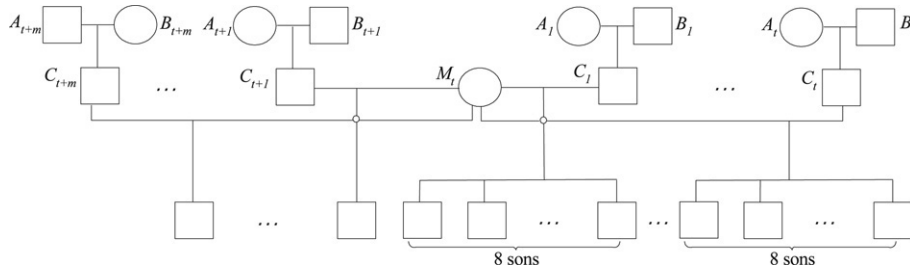 A_{t+m} B_{t+m} A_{t+1} B_{t+1} A_1 B_1 A_t B
C_{t+m} ... C_{t+1} M_t C_1 ... C_t
... ... ... ...
8 sons 8 sons